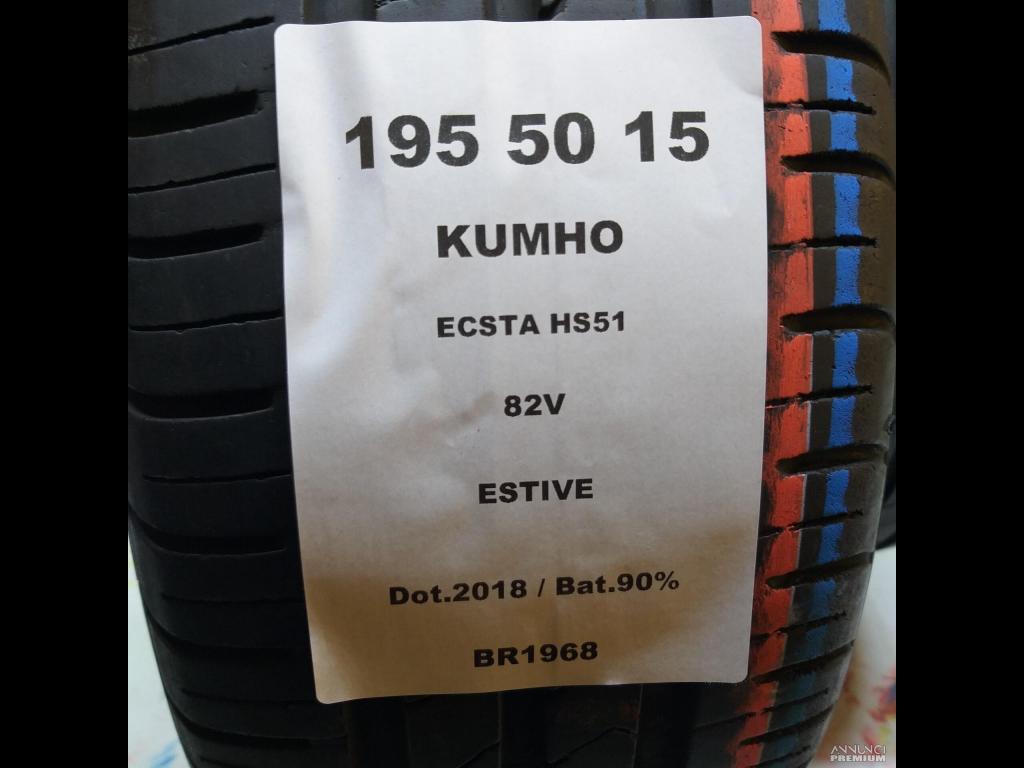 195 50 15
KUMHO
ECSTA HS51
82V
ESTIVE
Dot.2018 / Bat.90%
BR1968
ANNUNCI
PREMIUM